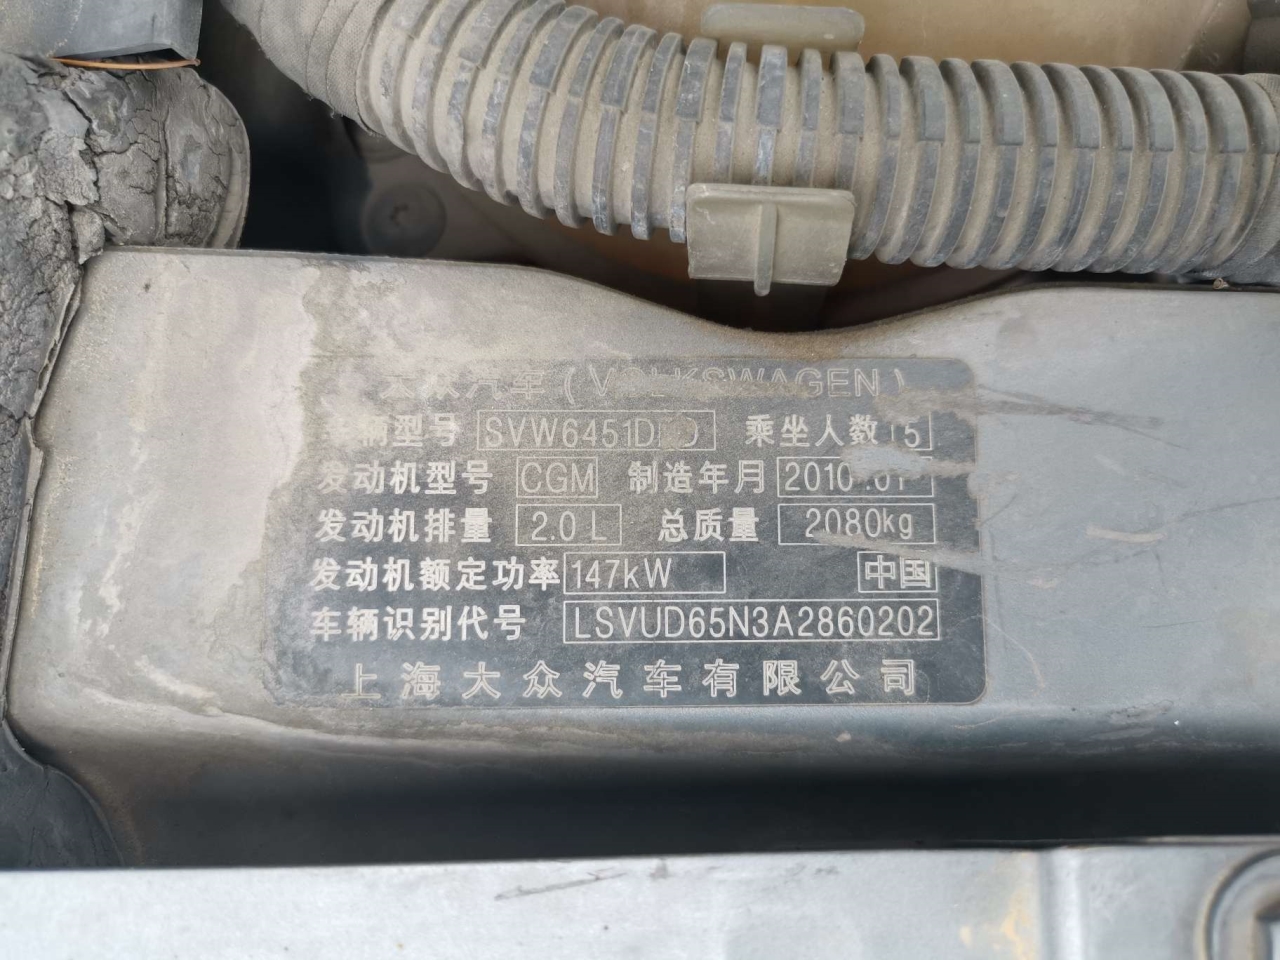 大众汽车(VOLKSWAGEN)
车辆型号 乘坐人数 5
发动机型号 CGM 制造年月
发动机排量 2.0L 总质量 2080kg
发动机额定功率 147kW 中国
车辆识别代号 LSVUD65N3A2860202
上海大众汽车有限公司